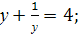 y + 1/y = 4;